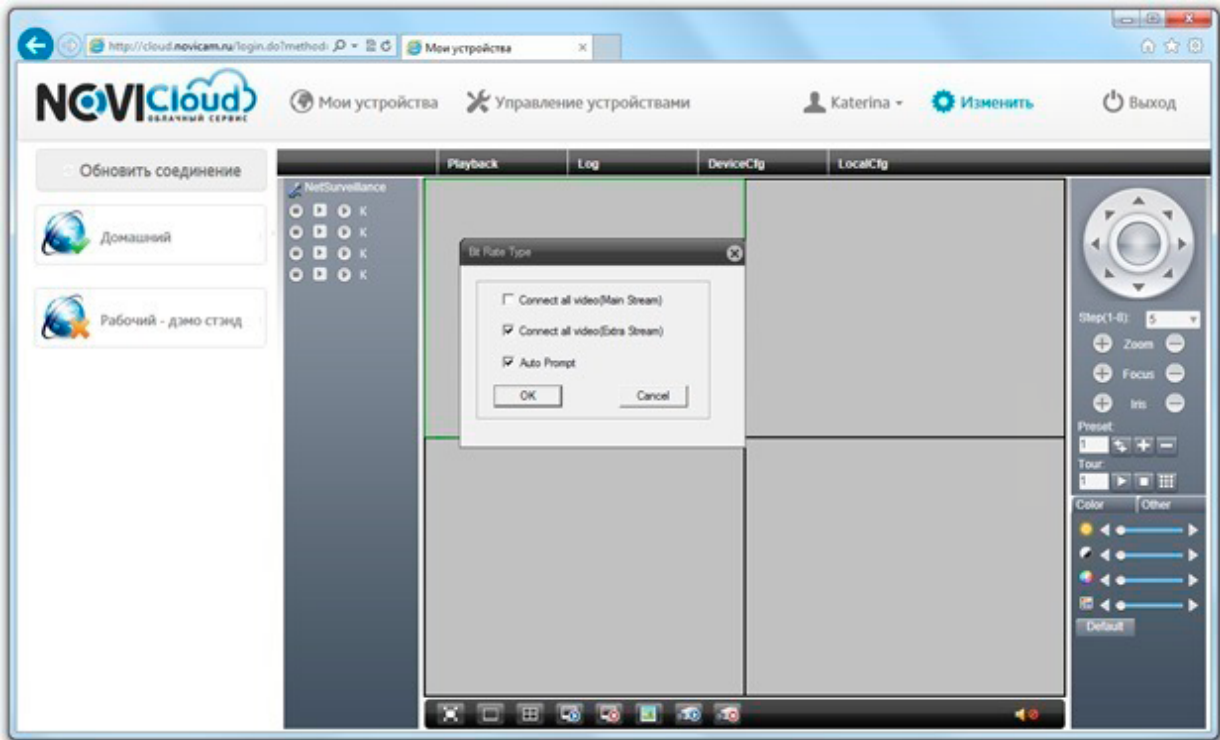 http://cloud.novicam.ru/login.do?method:
Мои устройства
NOVICloud
ОБЛАЧНЫЙ СЕРВИС
Мои устройства
Управление устройствами
Katerina
Изменить
Выход
Обновить соединение
Домашний
Рабочий - дэмо стэнд
Playback
Log
DeviceCfg
LocalCfg
NetSurveillance
K
K
K
K
Bit Rate Type
Connect all video(Main Stream)
Connect all video(Extra Stream)
Auto Prompt
OK
Cancel
Step(1-8):
5
Zoom
Focus
Iris
Preset:
1
Tour:
1
Color
Other
Default